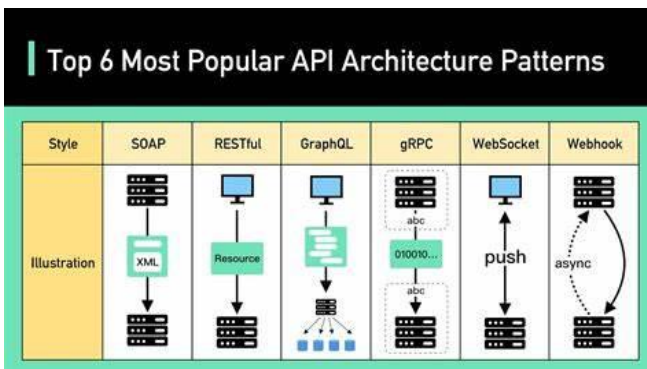 Top 6 Most Popular API Architecture Patterns
Style SOAP RESTful GraphQL gRPC WebSocket Webhook
Illustration
XML
Resource
abc
010010...
abc
push
async